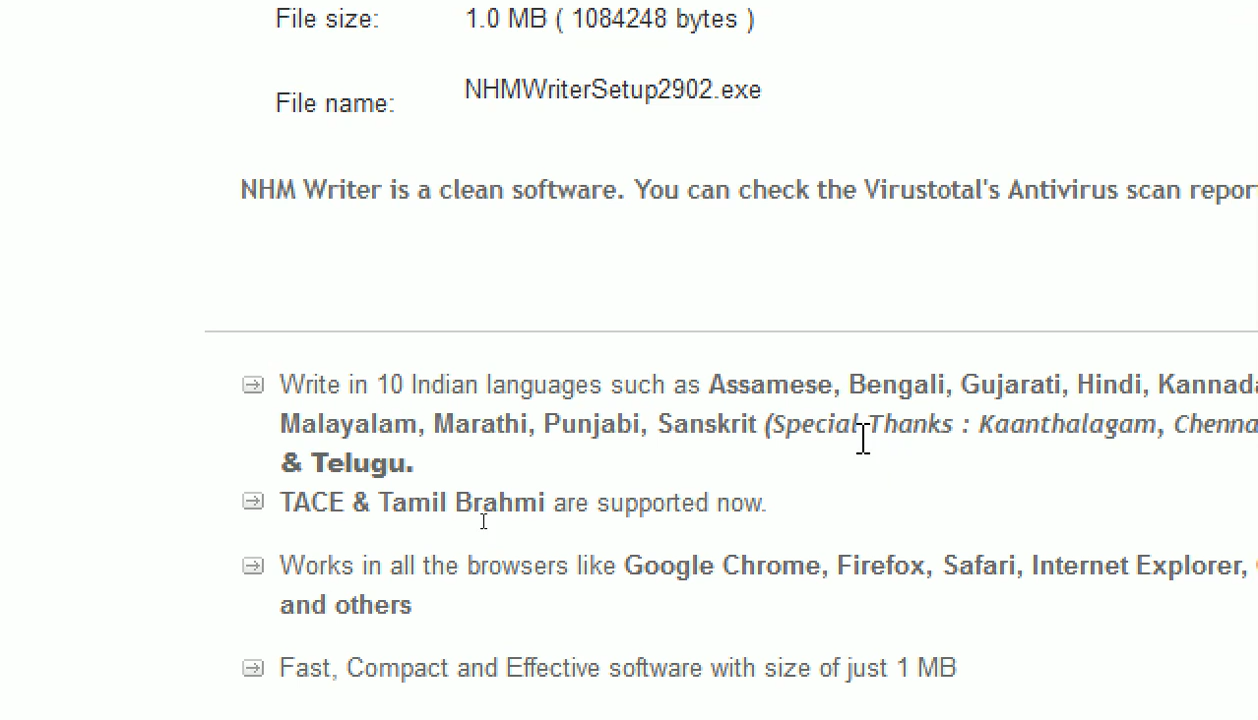 File size: 1.0 MB ( 1084248 bytes )
File name: NHMWriterSetup2902.exe
NHM Writer is a clean software. You can check the Virustotal's Antivirus scan
Write in 10 Indian languages such as Assamese, Bengali, Gujarati, Hindi,
Malayalam, Marathi, Punjabi, Sanskrit (Special Thanks : Kaanthalagam,
& Telugu.
TACE & Tamil Brahmi are supported now.
Works in all the browsers like Google Chrome, Firefox, Safari, Internet Explorer,
and others
Fast, Compact and Effective software with size of just 1 MB